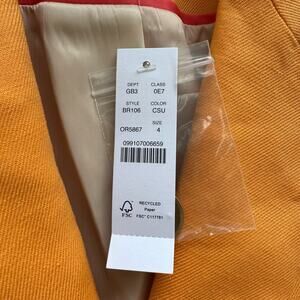 DEPT CLASS
GB3 0E7
STYLE COLOR
BR106 CSU
SIZE
OR5867 4
099107006659
RECYCLED
Paper
FSC FSC® C117781